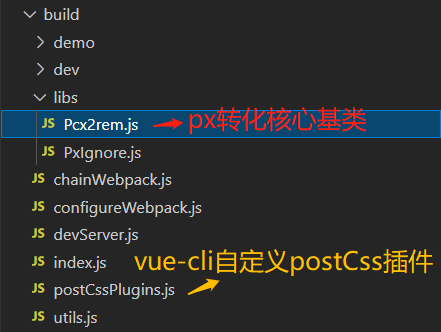 build
demo
dev
libs
JS Pcx2rem.js px转化核心基类
JS PxIgnore.js
JS chainWebpack.js
JS configureWebpack.js
JS devServer.js
JS index.js vue-cli自定义postCss插件
JS postCssPlugins.js
JS utils.js